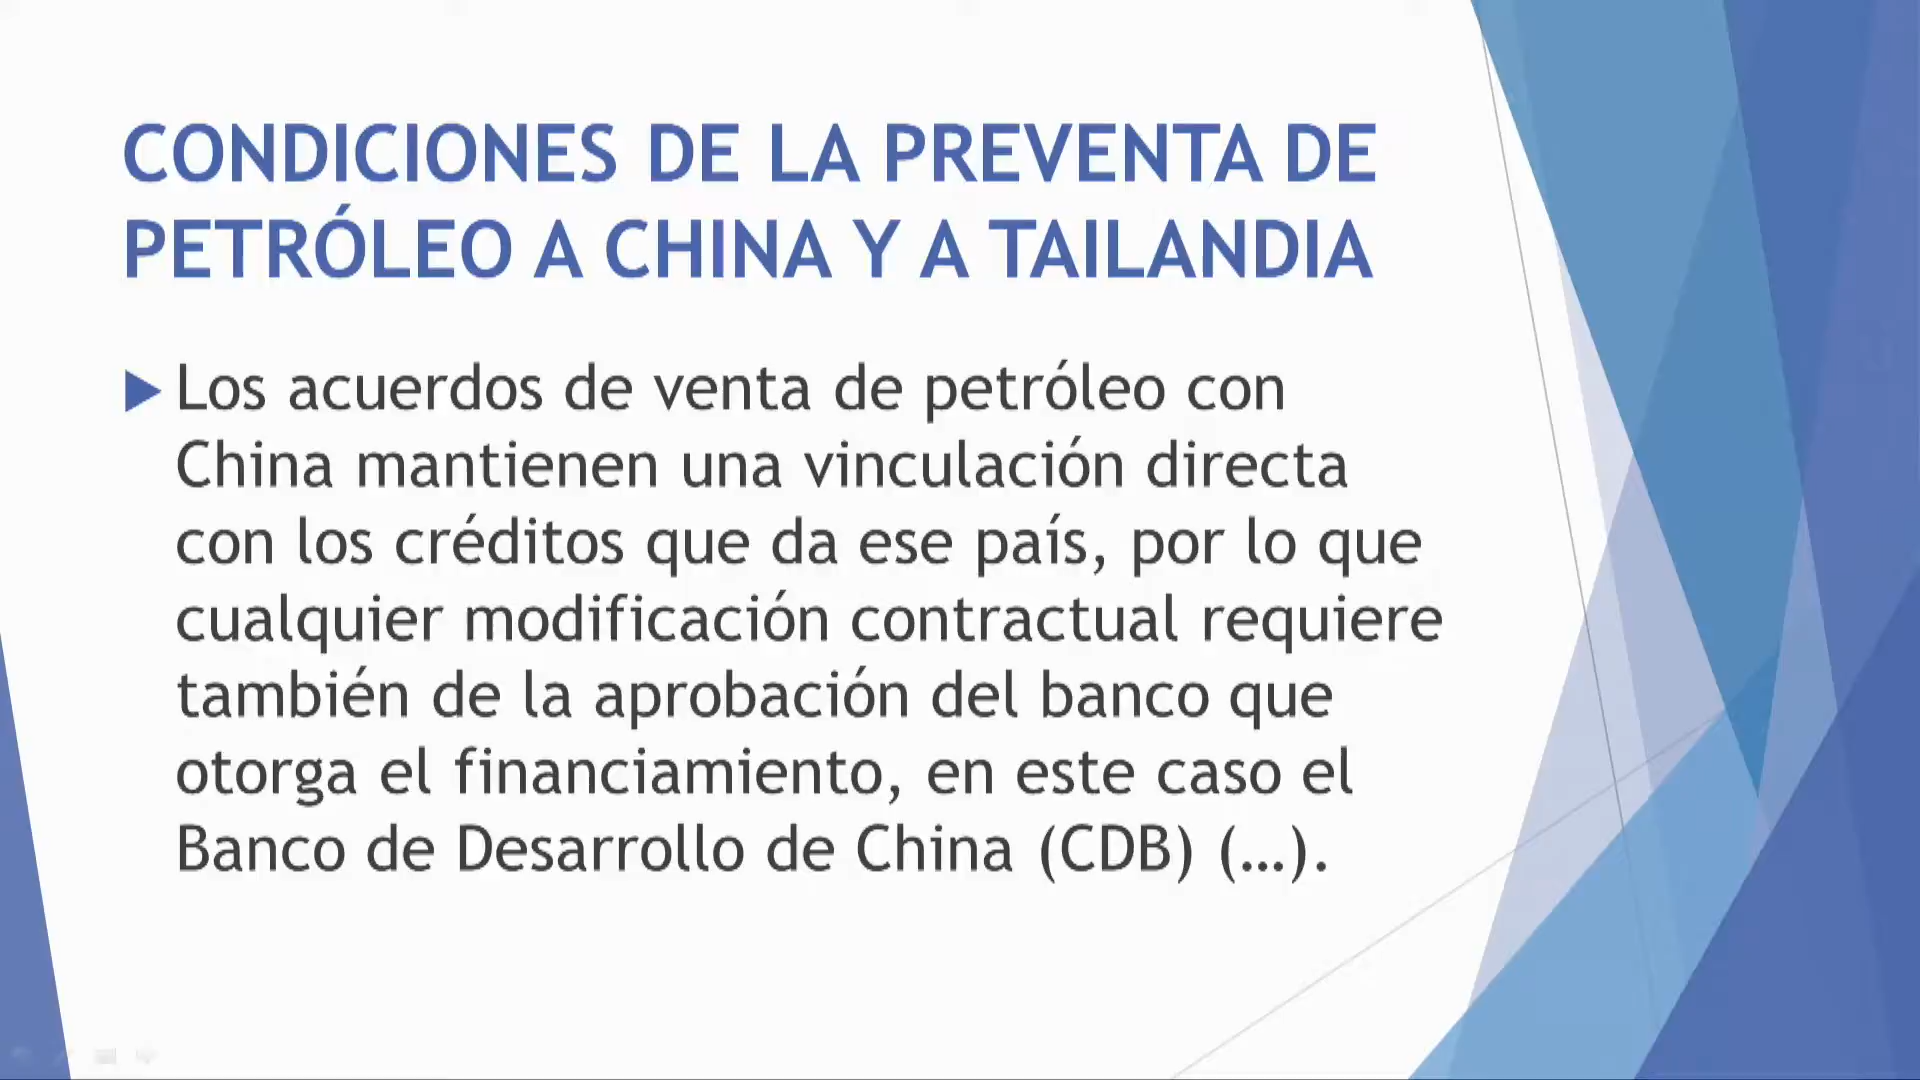 CONDICIONES DE LA PREVENTA DE
PETRÓLEO A CHINA Y A TAILANDIA
Los acuerdos de venta de petróleo con
China mantienen una vinculación directa
con los créditos que da ese país, por lo que
cualquier modificación contractual requiere
también de la aprobación del banco que
otorga el financiamiento, en este caso el
Banco de Desarrollo de China (CDB) (…).